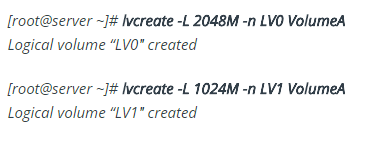 [root@server ~]# lvcreate -L 2048M -n LV0 VolumeA
Logical volume “LV0" created
[root@server ~]# lvcreate -L 1024M -n LV1 VolumeA
Logical volume “LV1" created